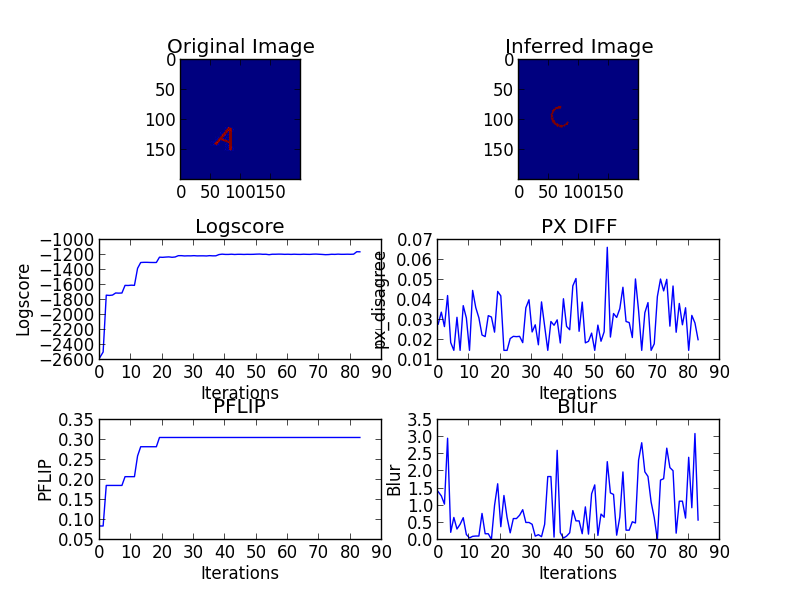 Original Image
0
50
100
150
0 50 100 150
A
Inferred Image
0
50
100
150
0 50 100 150
C
Logscore
Logscore
−1000
−1200
−1400
−1600
−1800
−2000
−2200
−2400
−2600
0 10 20 30 40 50 60 70 80 90
Iterations
PX DIFF
px_disagree
0.07
0.06
0.05
0.04
0.03
0.02
0.01
0 10 20 30 40 50 60 70 80 90
Iterations
PFLIP
PFLIP
0.35
0.30
0.25
0.20
0.15
0.10
0.05
0 10 20 30 40 50 60 70 80 90
Iterations
Blur
Blur
3.5
3.0
2.5
2.0
1.5
1.0
0.5
0.0
0 10 20 30 40 50 60 70 80 90
Iterations